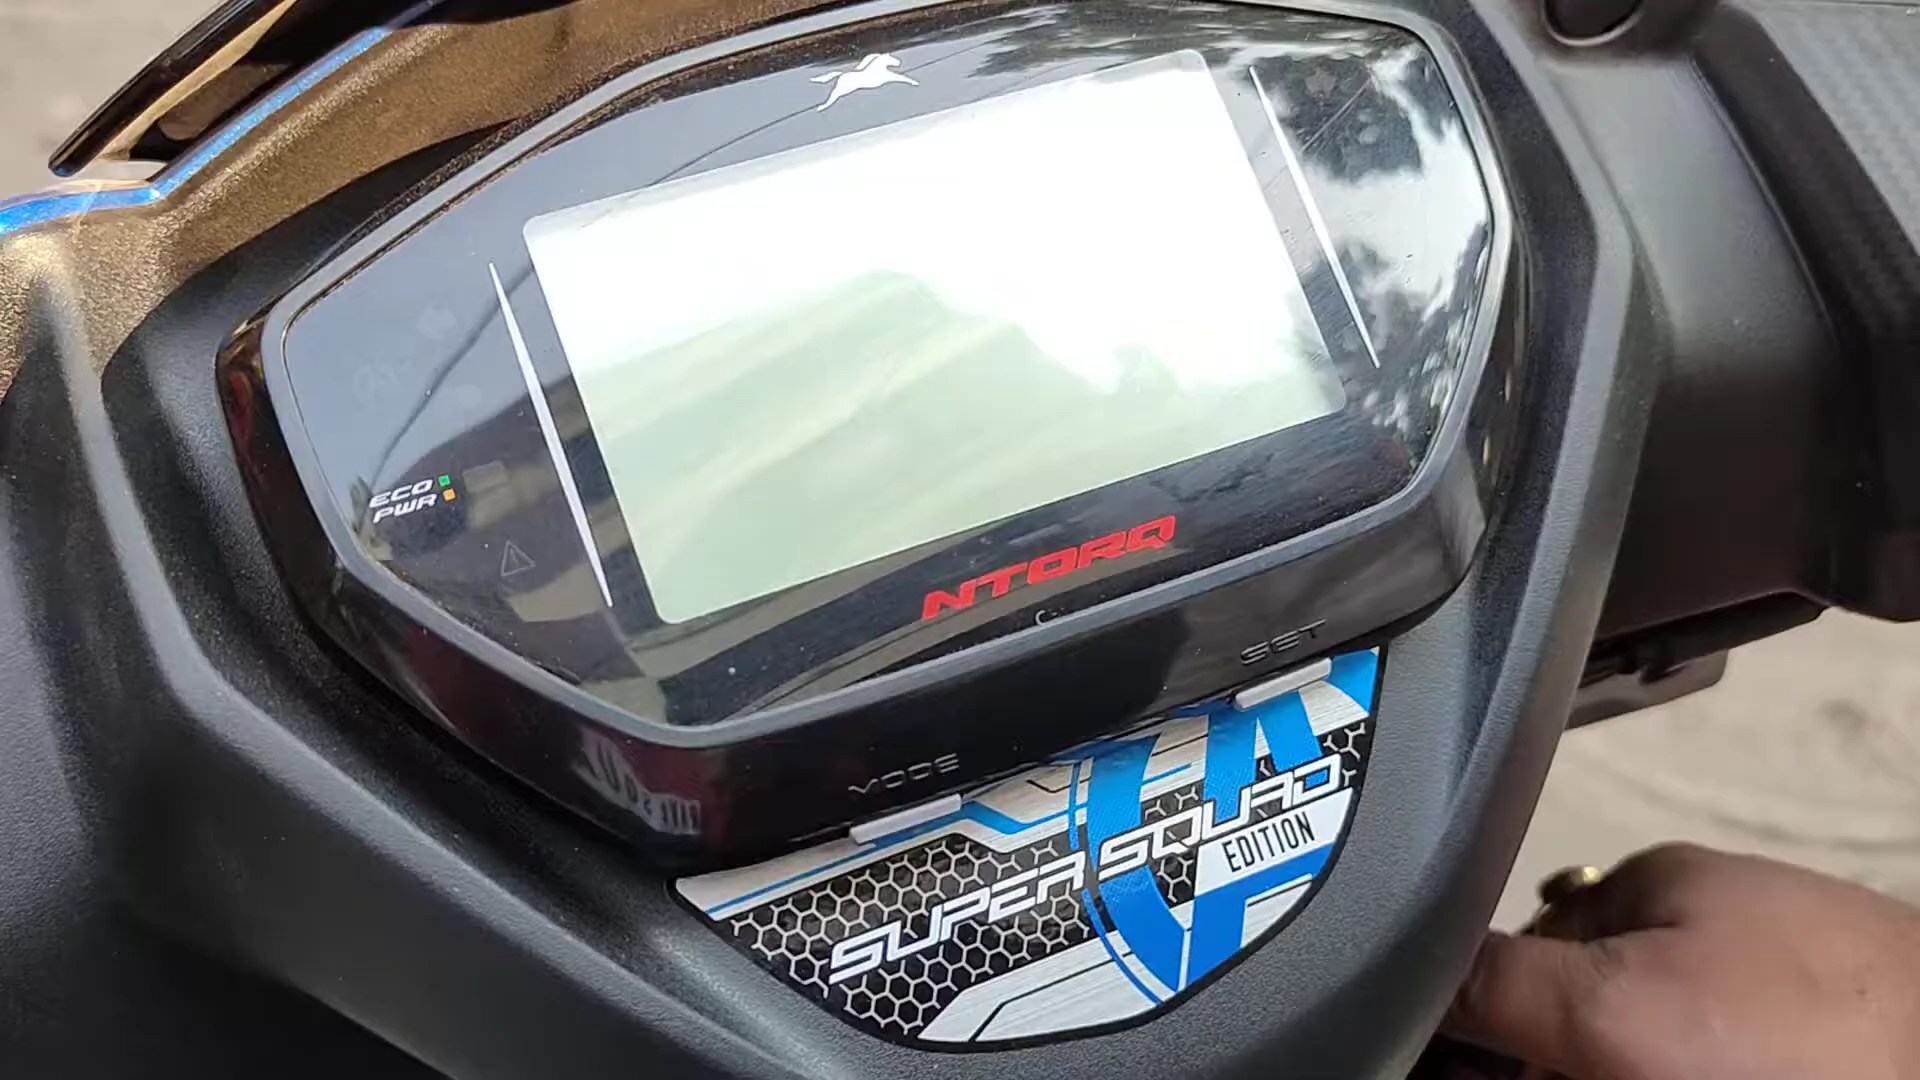 ECO
PWR
NTORQ
SET
MODE
SUPER SQUAD
EDITION